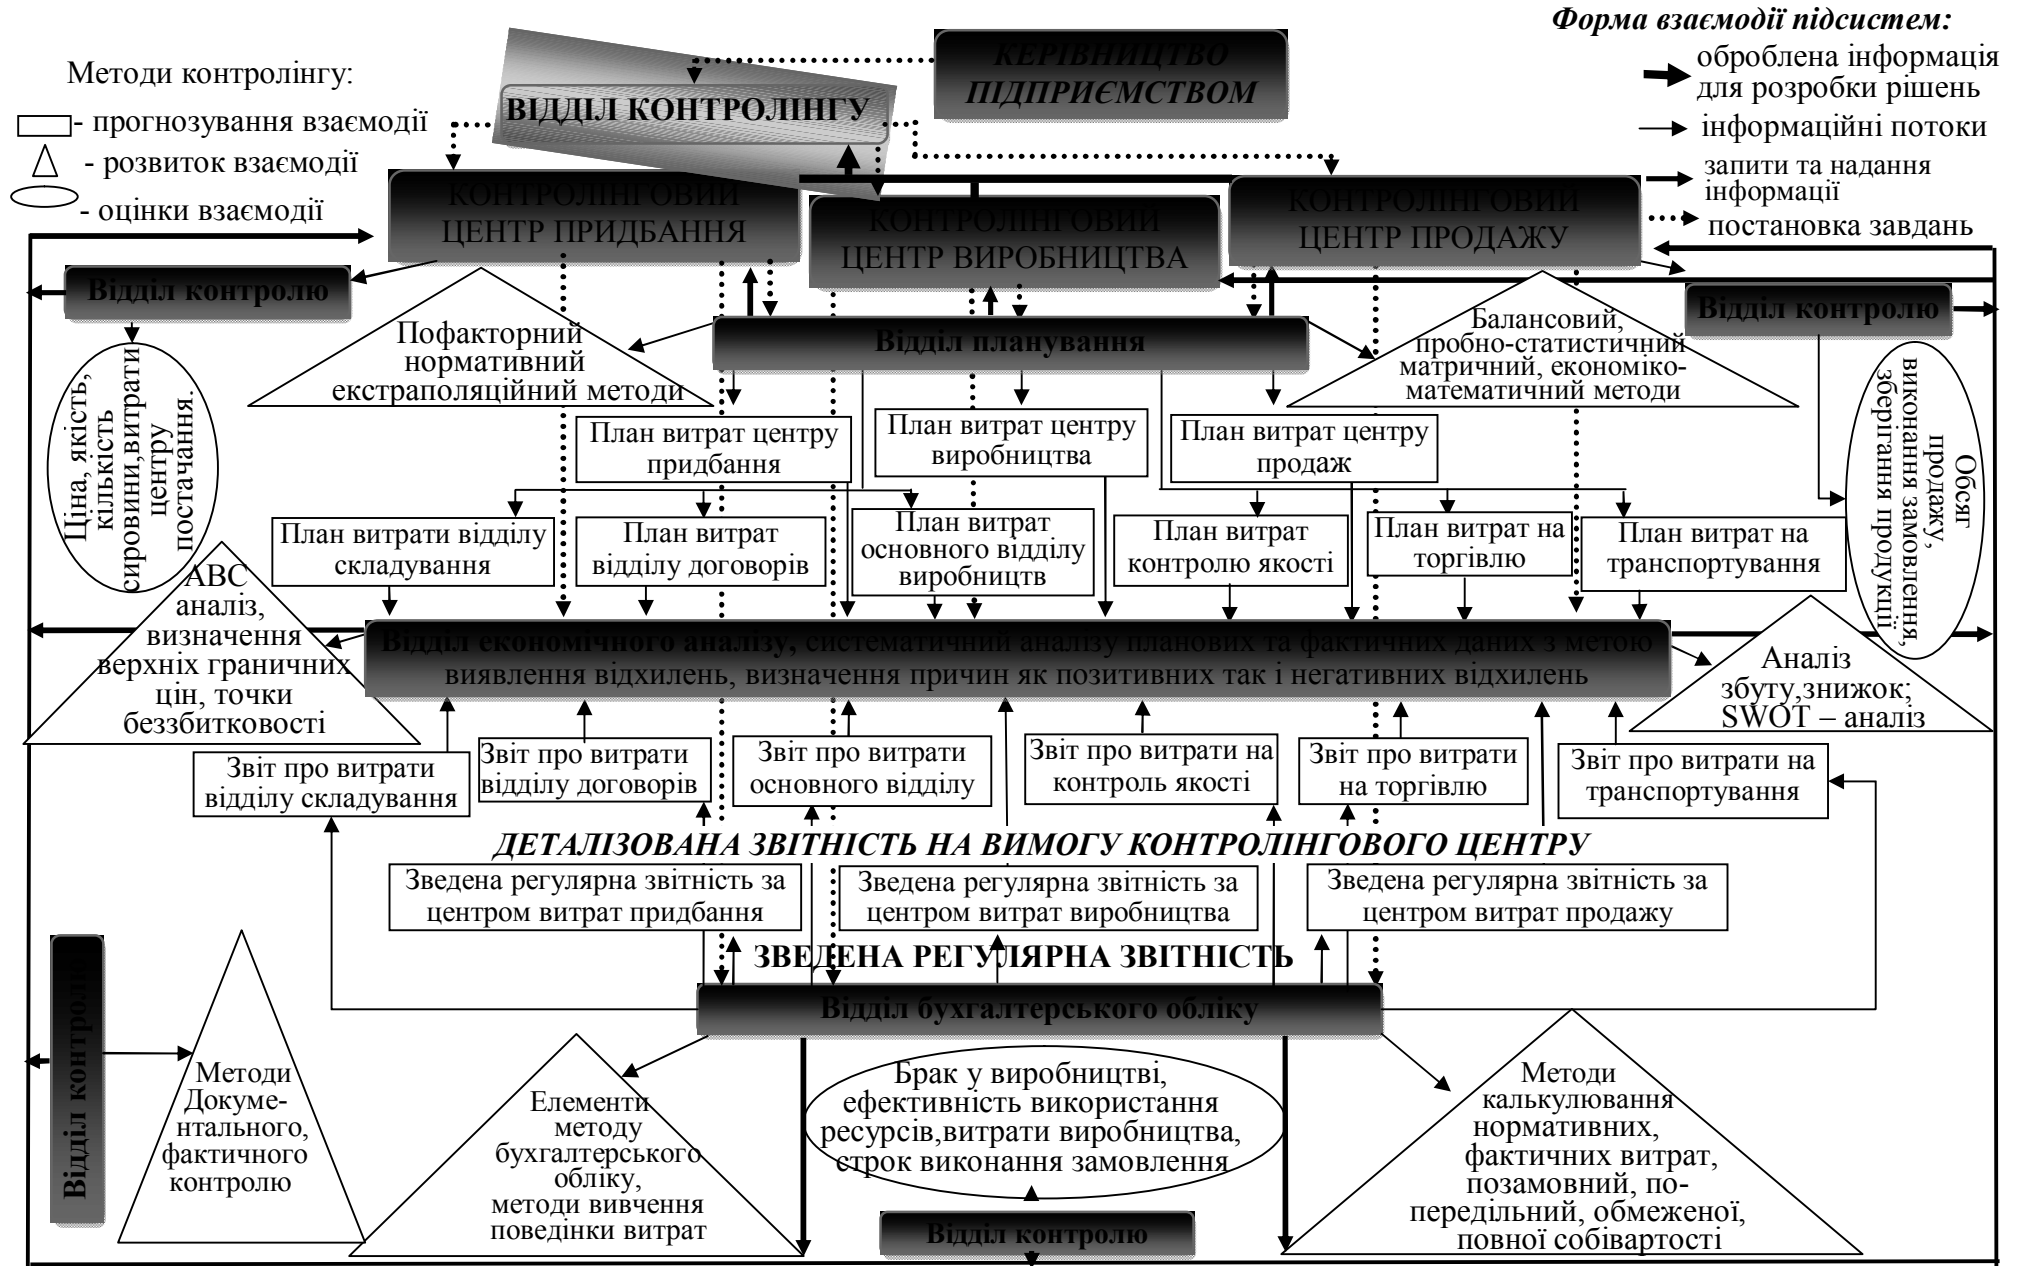 Форма взаємодії підсистем:
оброблена інформація
для розробки рішень
інформаційні потоки
запити та надання
інформації
постановка завдань
Методи контролінгу:
- прогнозування взаємодії
- розвиток взаємодії
- оцінки взаємодії
КЕРІВНИЦТВО
ПІДПРИЄМСТВОМ
ВІДДІЛ КОНТРОЛІНГУ
КОНТРОЛІНГОВИЙ
ЦЕНТР ПРИДБАННЯ
КОНТРОЛІНГОВИЙ
ЦЕНТР ВИРОБНИЦТВА
КОНТРОЛІНГОВИЙ
ЦЕНТР ПРОДАЖУ
Відділ контролю
Відділ планування
Відділ контролю
Пофакторний
нормативний
екстраполяційний методи
Балансовий,
пробно-статистичний
матричний, економіко-
математичний методи
Ціна, якість,
кількість
сировини,витрати
центру
постачання.
Обсяг
продажу,
виконання замовлення,
зберігання продукції
План витрат центру
придбання
План витрат центру
виробництва
План витрат центру
продаж
План витрати відділу
складування
План витрат
відділу договорів
План витрат
основного відділу
виробництв
План витрат
контролю якості
План витрат на
торгівлю
План витрат на
транспортування
АВС
аналіз,
визначення
верхніх граничних
цін, точки
беззбитковості
Відділ економічного аналізу, систематичний аналізу планових та фактичних даних з метою
виявлення відхилень, визначення причин як позитивних так і негативних відхилень
Аналіз
збуту,знижок;
SWOT – аналіз
Звіт про витрати
відділу складування
Звіт про витрати
відділу договорів
Звіт про витрати
основного відділу
Звіт про витрати на
контроль якості
Звіт про витрати
на торгівлю
Звіт про витрати на
транспортування
ДЕТАЛІЗОВАНА ЗВІТНІСТЬ НА ВИМОГУ КОНТРОЛІНГОВОГО ЦЕНТРУ
Зведена регулярна звітність за
центром витрат придбання
Зведена регулярна звітність за
центром витрат виробництва
Зведена регулярна звітність за
центром витрат продажу
ЗВЕДЕНА РЕГУЛЯРНА ЗВІТНІСТЬ
Відділ бухгалтерського обліку
Відділ контролю
Методи
Докуме-
нтального,
фактичного
контролю
Елементи
методу
бухгалтерського
обліку,
методи вивчення
поведінки витрат
Брак у виробництві,
ефективність використання
ресурсів,витрати виробництва,
строк виконання замовлення
Методи
калькулювання
нормативних,
фактичних витрат,
позамовний, по-
передільний, обмеженої,
повної собівартості
Відділ контролю